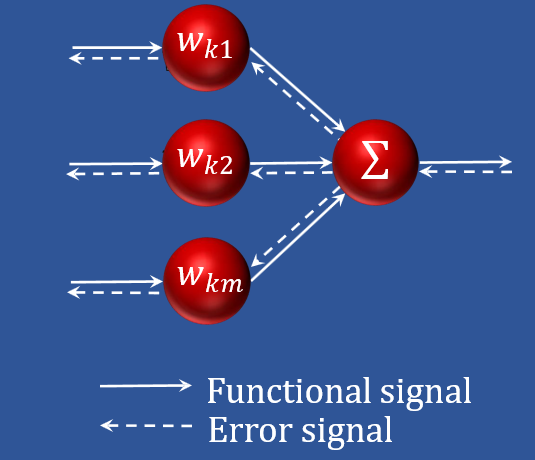 w_{k1}
w_{k2}
Σ
w_{km}
Functional signal
Error signal